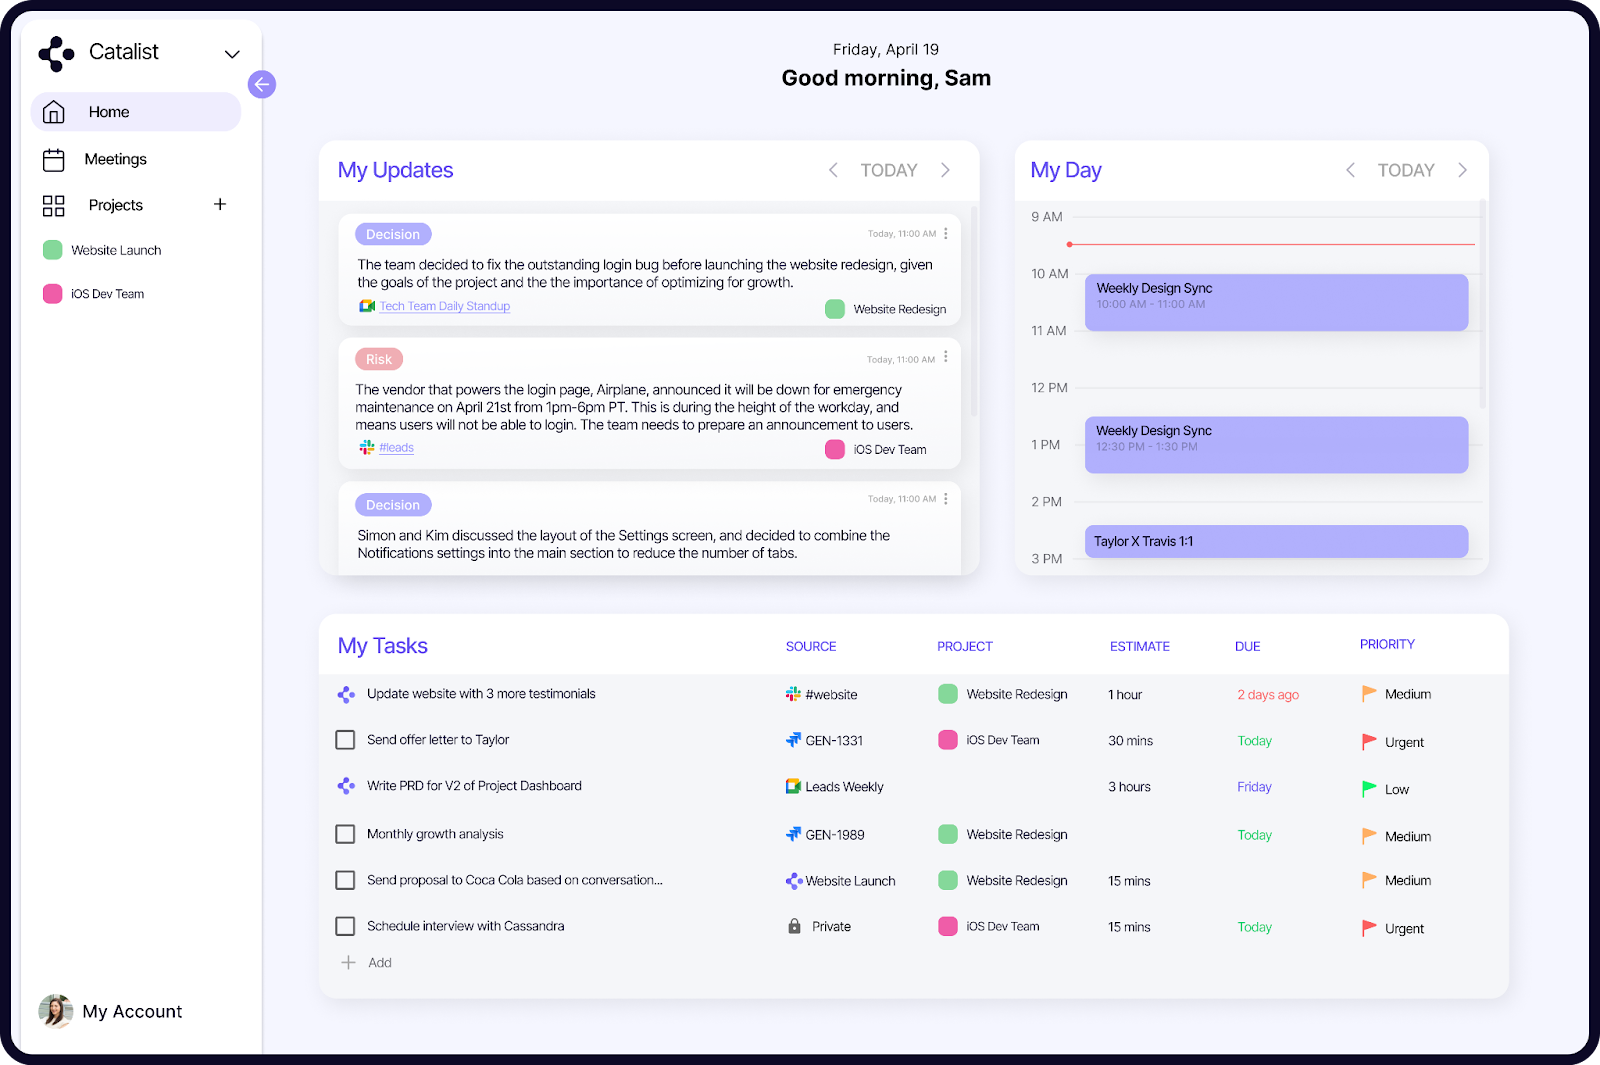 Catalist
Home
Meetings
Projects
Website Launch
iOS Dev Team
My Account
Friday, April 19
Good morning, Sam
My Updates
TODAY
Decision
Today, 11:00 AM
The team decided to fix the outstanding login bug before launching the website redesign, given
the goals of the project and the the importance of optimizing for growth.
Tech Team Daily Standup
Website Redesign
Risk
Today, 11:00 AM
The vendor that powers the login page, Airplane, announced it will be down for emergency
maintenance on April 21st from 1pm-6pm PT. This is during the height of the workday, and
means users will not be able to login. The team needs to prepare an announcement to users.
#leads
iOS Dev Team
Decision
Today, 11:00 AM
Simon and Kim discussed the layout of the Settings screen, and decided to combine the
Notifications settings into the main section to reduce the number of tabs.
My Day
TODAY
9 AM
10 AM
Weekly Design Sync
10:00 AM - 11:00 AM
11 AM
12 PM
Weekly Design Sync
12:30 PM - 1:30 PM
1 PM
2 PM
Taylor X Travis 1:1
3 PM
My Tasks SOURCE PROJECT ESTIMATE DUE PRIORITY
Update website with 3 more testimonials #website Website Redesign 1 hour 2 days ago Medium
Send offer letter to Taylor GEN-1331 iOS Dev Team 30 mins Today Urgent
Write PRD for V2 of Project Dashboard Leads Weekly 3 hours Friday Low
Monthly growth analysis GEN-1989 Website Redesign Today Medium
Send proposal to Coca Cola based on conversation... Website Launch Website Redesign 15 mins Medium
Schedule interview with Cassandra Private iOS Dev Team 15 mins Today Urgent
Add